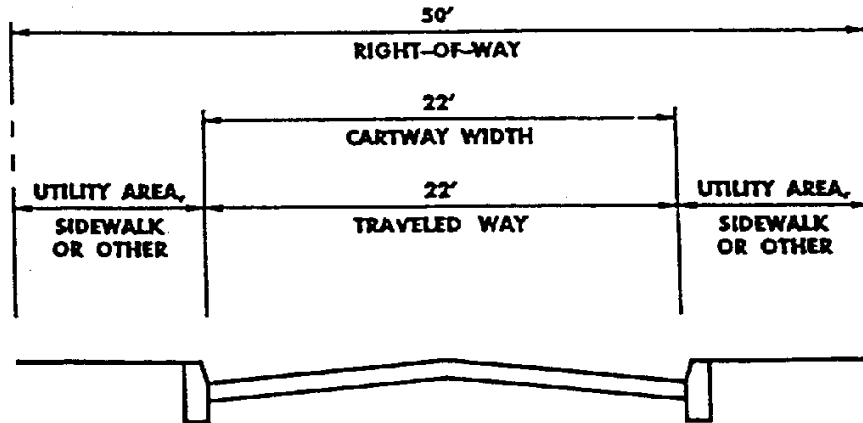 50'
RIGHT-OF-WAY
22'
CARTWAY WIDTH
UTILITY AREA,
SIDEWALK
OR OTHER
22'
TRAVELED WAY
UTILITY AREA,
SIDEWALK
OR OTHER